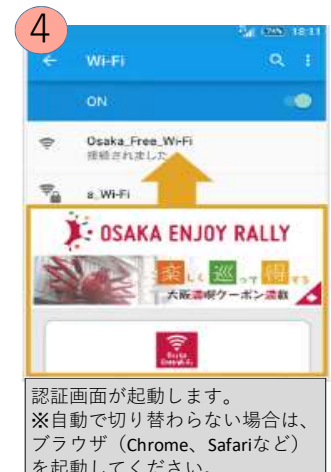 4
18:11
Wi-Fi
ON
Osaka_Free_Wi-Fi
接続されました
a_Wi-Fi
OSAKA ENJOY RALLY
楽しく巡って得する
大阪満喫クーポン満載
認証画面が起動します。
※自動で切り替わらない場合は、
ブラウザ（Chrome、Safariなど）
を起動してください。